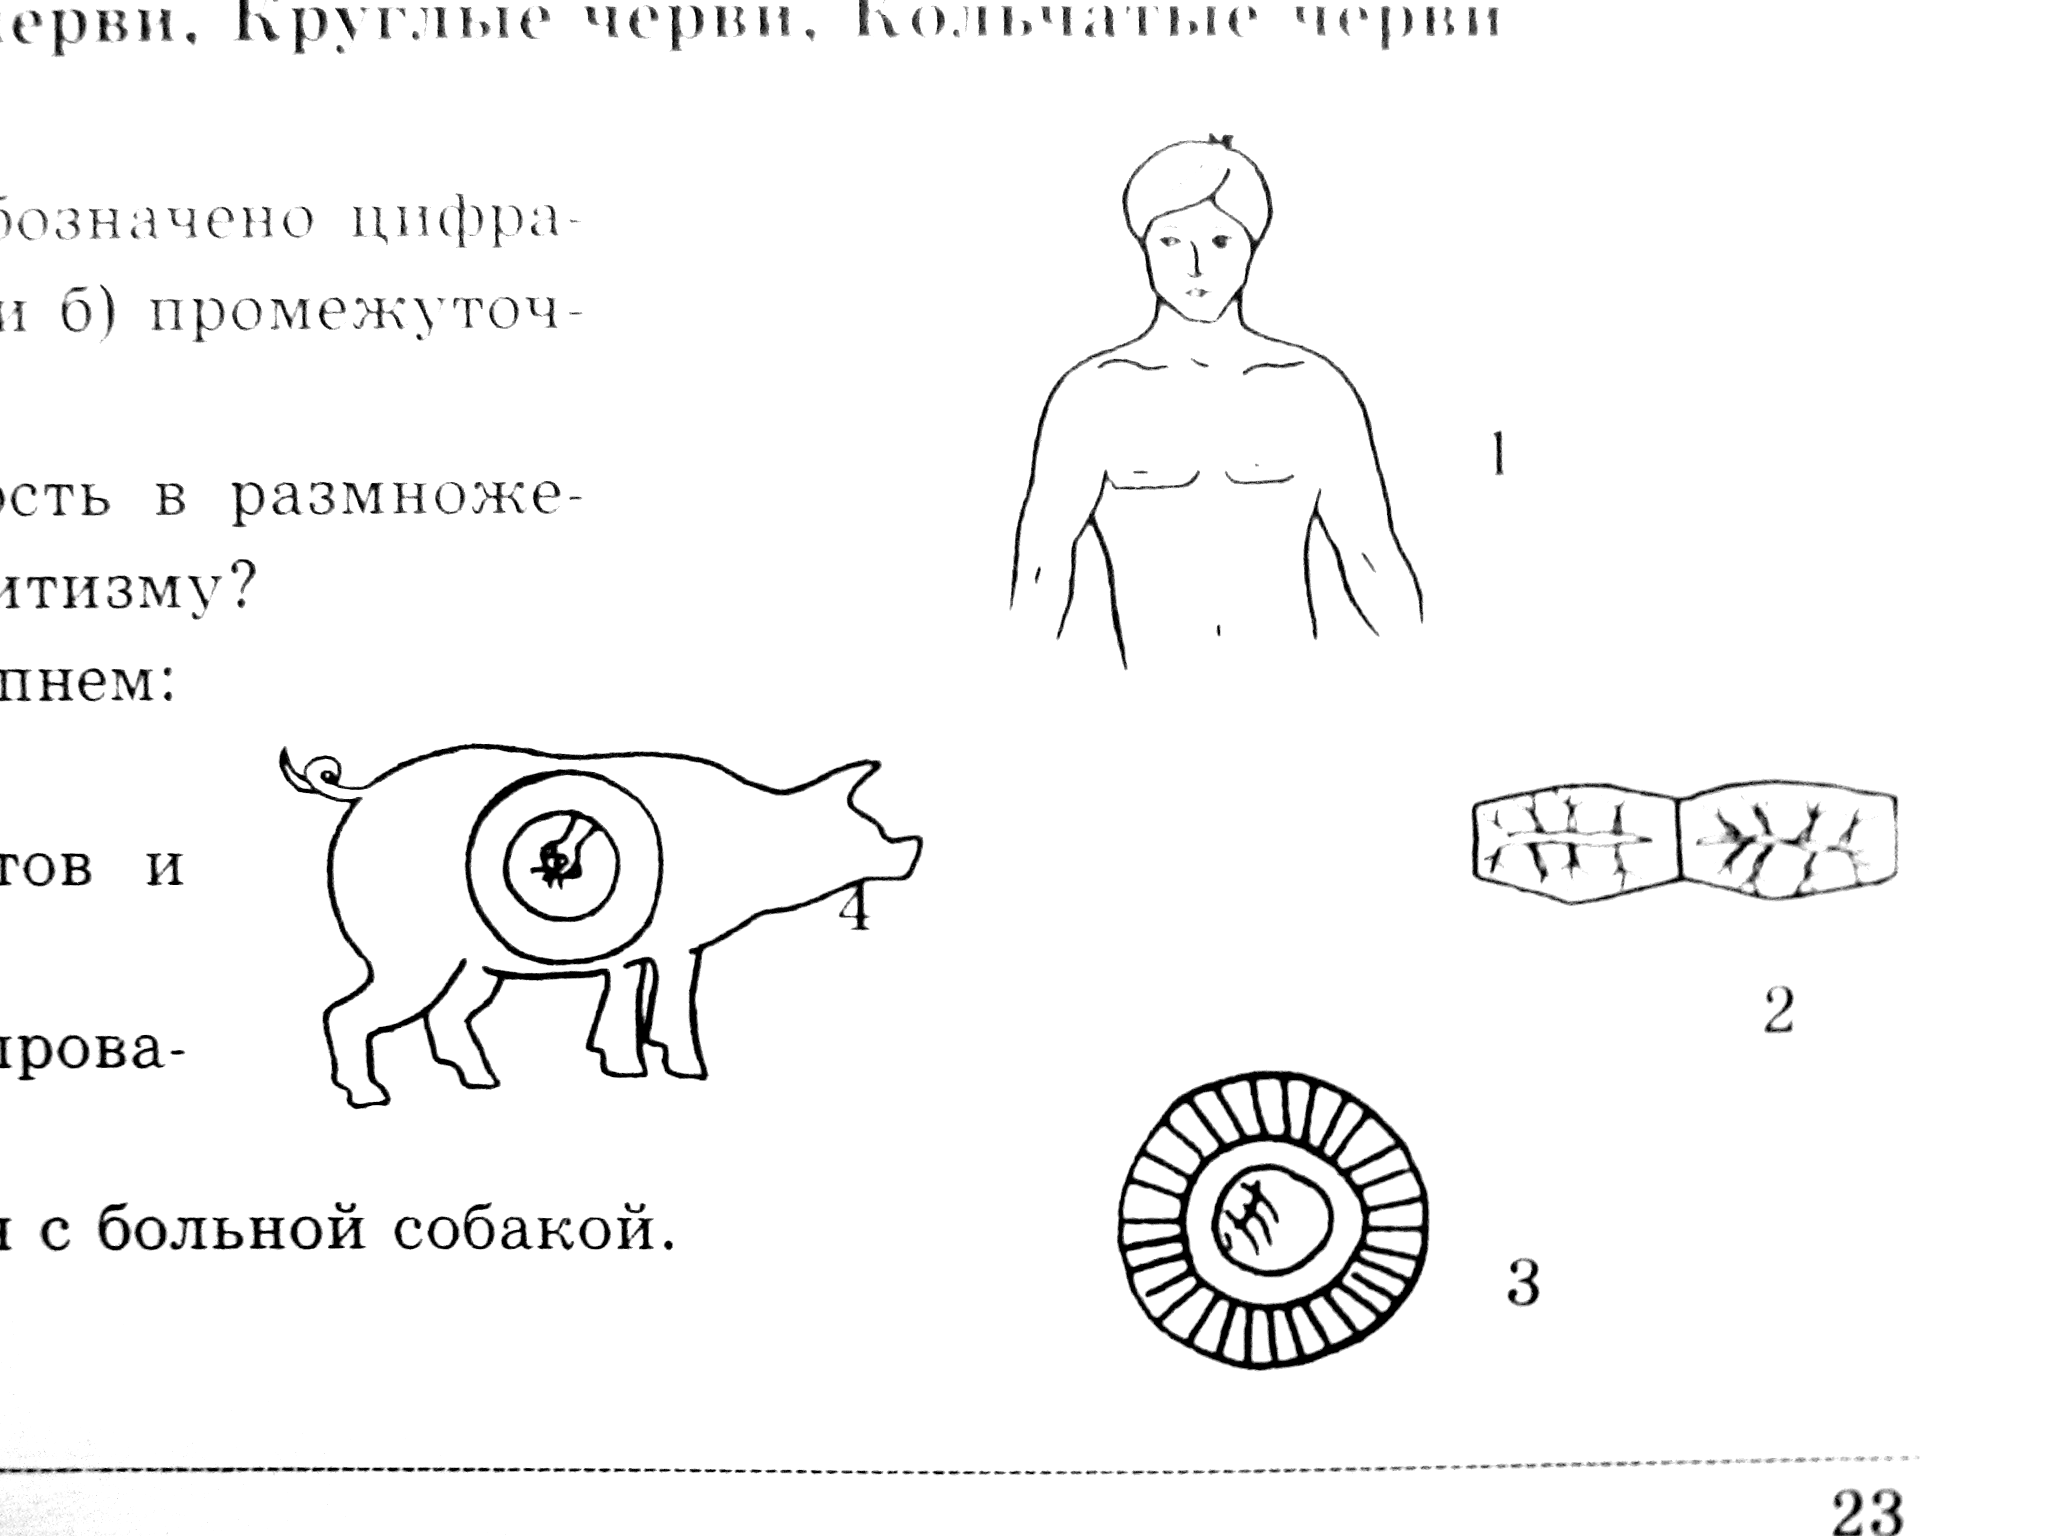 черви. Круглые черви. Кольчатые черви
бозначено цифра-
и б) промежуточ-
1
ость в размноже-
итизму?
пнем:
тов и
4
2
ирова-
с больной собакой.
3
23